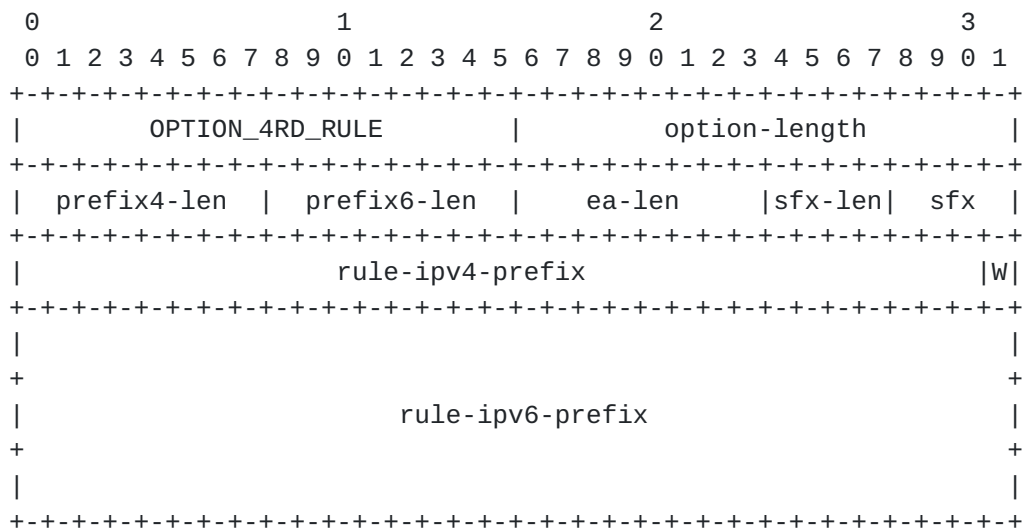 0                   1                   2                   3
 0 1 2 3 4 5 6 7 8 9 0 1 2 3 4 5 6 7 8 9 0 1 2 3 4 5 6 7 8 9 0 1
+-+-+-+-+-+-+-+-+-+-+-+-+-+-+-+-+-+-+-+-+-+-+-+-+-+-+-+-+-+-+-+-+
|        OPTION_4RD_RULE        |         option-length         |
+-+-+-+-+-+-+-+-+-+-+-+-+-+-+-+-+-+-+-+-+-+-+-+-+-+-+-+-+-+-+-+-+
|  prefix4-len  |  prefix6-len  |    ea-len     |sfx-len|  sfx  |
+-+-+-+-+-+-+-+-+-+-+-+-+-+-+-+-+-+-+-+-+-+-+-+-+-+-+-+-+-+-+-+-+
|                    rule-ipv4-prefix                         |W|
+-+-+-+-+-+-+-+-+-+-+-+-+-+-+-+-+-+-+-+-+-+-+-+-+-+-+-+-+-+-+-+-+
|                                                               |
+                                                               +
|                        rule-ipv6-prefix                       |
+                                                               +
|                                                               |
+-+-+-+-+-+-+-+-+-+-+-+-+-+-+-+-+-+-+-+-+-+-+-+-+-+-+-+-+-+-+-+-+